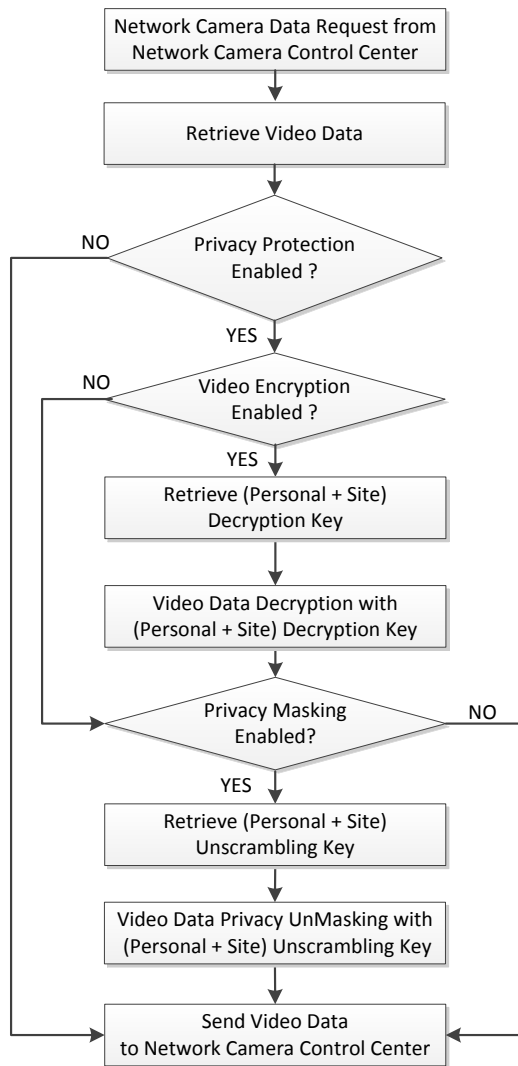 Network Camera Data Request from
Network Camera Control Center
Retrieve Video Data
NO
Privacy Protection
Enabled ?
YES
NO
Video Encryption
Enabled ?
YES
Retrieve (Personal + Site)
Decryption Key
Video Data Decryption with
(Personal + Site) Decryption Key
Privacy Masking
Enabled?
NO
YES
Retrieve (Personal + Site)
Unscrambling Key
Video Data Privacy UnMasking with
(Personal + Site) Unscrambling Key
Send Video Data
to Network Camera Control Center